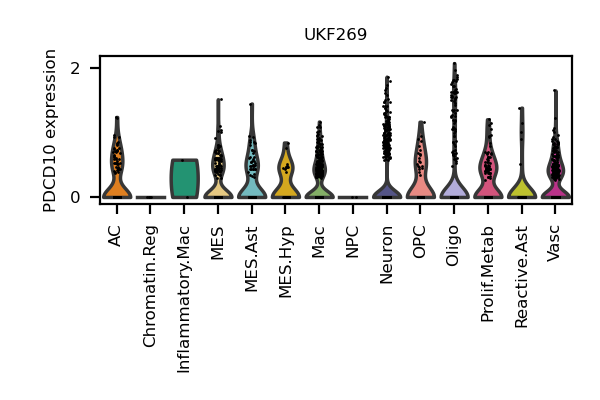 UKF269
PDCD10 expression
2
0
AC
Chromatin.Reg
Inflammatory.Mac
MES
MES.Ast
MES.Hyp
Mac
NPC
Neuron
OPC
Oligo
Prolif.Metab
Reactive.Ast
Vasc